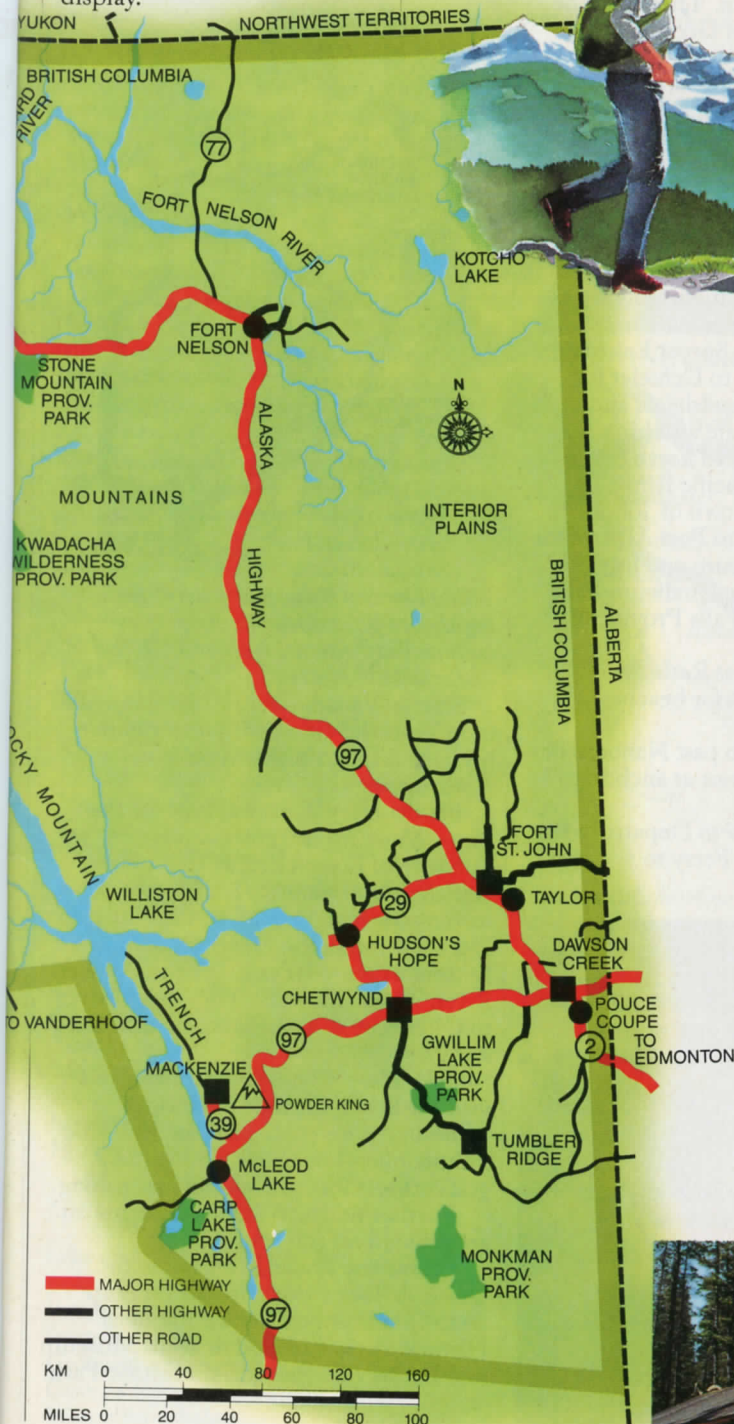 display.
YUKON
NORTHWEST TERRITORIES
BRITISH COLUMBIA
RIVER
77
FORT NELSON RIVER
KOTCHO
LAKE
FORT
NELSON
STONE
MOUNTAIN
PROV.
PARK
ALASKA
N
MOUNTAINS
INTERIOR
PLAINS
KWADACHA
WILDERNESS
PROV. PARK
HIGHWAY
BRITISH COLUMBIA
ALBERTA
97
MOUNTAIN
FORT
ST. JOHN
WILLISTON
LAKE
29
TAYLOR
HUDSON'S
HOPE
DAWSON
CREEK
TRENCH
CHETWYND
POUCE
COUPE
TO VANDERHOOF
97
GWILLIM
LAKE
PROV.
PARK
2
TO
EDMONTON
MACKENZIE
POWDER KING
39
TUMBLER
RIDGE
McLEOD
LAKE
CARP
LAKE
PROV.
PARK
MONKMAN
PROV.
PARK
MAJOR HIGHWAY
97
OTHER HIGHWAY
OTHER ROAD
KM 0 40 80 120 160
MILES 0 20 40 60 80 100